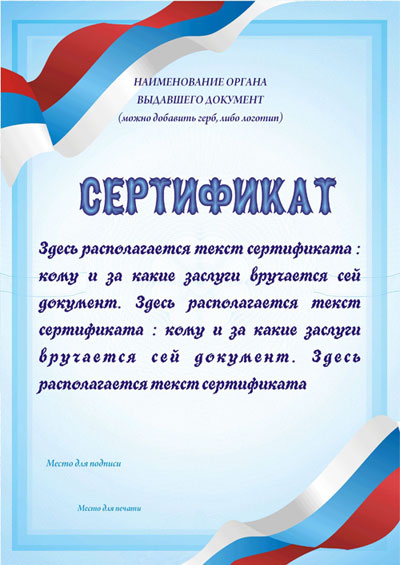 НАИМЕНОВАНИЕ ОРГАНА
ВЫДАВШЕГО ДОКУМЕНТ
(можно добавить герб, либо логотип)
СЕРТИФИКАТ
Здесь располагается текст сертификата :
кому и за какие заслуги вручается сей
документ. Здесь располагается текст
сертификата : кому и за какие заслуги
вручается сей документ. Здесь
располагается текст сертификата
Место для подписи
Место для печати